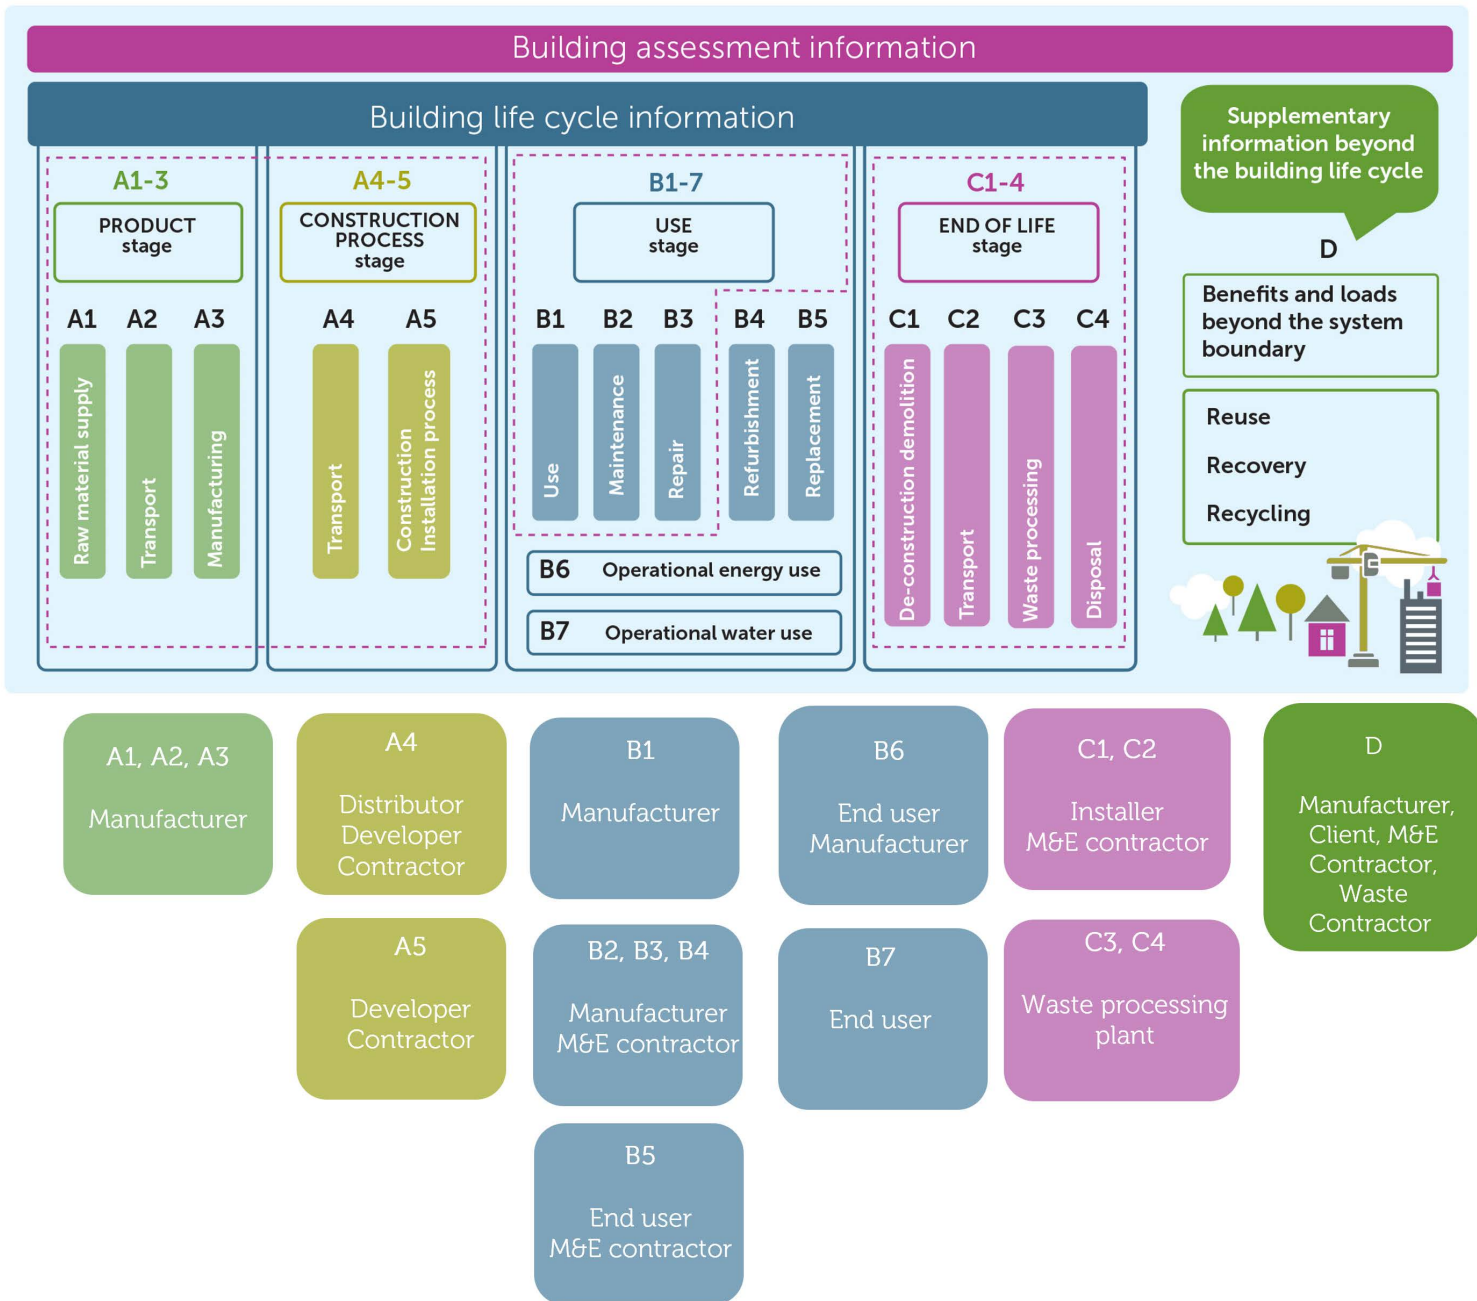 Building assessment information
Building life cycle information
Supplementary
information beyond
the building life cycle
A1-3
PRODUCT
stage
A1
A2
A3
Raw material supply
Transport
Manufacturing
A4-5
CONSTRUCTION
PROCESS
stage
A4
A5
Transport
Construction
Installation process
B1-7
USE
stage
B1
B2
B3
B4
B5
Use
Maintenance
Repair
Refurbishment
Replacement
B6 Operational energy use
B7 Operational water use
C1-4
END OF LIFE
stage
C1
C2
C3
C4
De-construction demolition
Transport
Waste processing
Disposal
D
Benefits and loads
beyond the system
boundary
Reuse
Recovery
Recycling
A1, A2, A3
Manufacturer
A4
Distributor
Developer
Contractor
A5
Developer
Contractor
B1
Manufacturer
B2, B3, B4
Manufacturer
M&E contractor
B5
End user
M&E contractor
B6
End user
Manufacturer
B7
End user
C1, C2
Installer
M&E contractor
C3, C4
Waste processing
plant
D
Manufacturer,
Client, M&E
Contractor,
Waste
Contractor